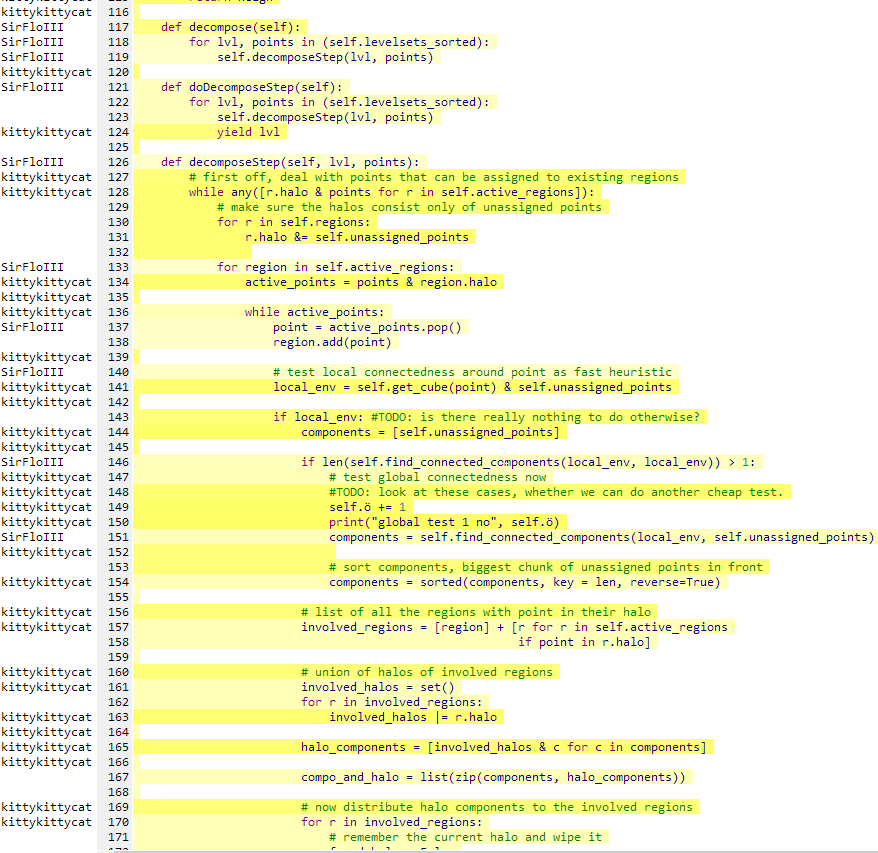 kittykittycat 116
SirFloIII 117 def decompose(self):
SirFloIII 118 for lvl, points in (self.levelsets_sorted):
SirFloIII 119 self.decomposeStep(lvl, points)
kittykittycat 120
SirFloIII 121 def doDecomposeStep(self):
122 for lvl, points in (self.levelsets_sorted):
123 self.decomposeStep(lvl, points)
kittykittycat 124 yield lvl
125
SirFloIII 126 def decomposeStep(self, lvl, points):
kittykittycat 127 # first off, deal with points that can be assigned to existing regions
kittykittycat 128 while any([r.halo & points for r in self.active_regions]):
129 # make sure the halos consist only of unassigned points
130 for r in self.regions:
131 r.halo &= self.unassigned_points
132
SirFloIII 133 for region in self.active_regions:
kittykittycat 134 active_points = points & region.halo
kittykittycat 135
kittykittycat 136 while active_points:
SirFloIII 137 point = active_points.pop()
138 region.add(point)
kittykittycat 139
SirFloIII 140 # test local connectedness around point as fast heuristic
kittykittycat 141 local_env = self.get_cube(point) & self.unassigned_points
kittykittycat 142
143 if local_env: #TODO: is there really nothing to do otherwise?
kittykittycat 144 components = [self.unassigned_points]
kittykittycat 145
SirFloIII 146 if len(self.find_connected_components(local_env, local_env)) > 1:
kittykittycat 147 # test global connectedness now
kittykittycat 148 #TODO: look at these cases, whether we can do another cheap test.
kittykittycat 149 self.ö += 1
kittykittycat 150 print("global test 1 no", self.ö)
SirFloIII 151 components = self.find_connected_components(local_env, self.unassigned_points)
kittykittycat 152
153 # sort components, biggest chunk of unassigned points in front
kittykittycat 154 components = sorted(components, key = len, reverse=True)
155
kittykittycat 156 # list of all the regions with point in their halo
kittykittycat 157 involved_regions = [region] + [r for r in self.active_regions
158 if point in r.halo]
159
kittykittycat 160 # union of halos of involved regions
kittykittycat 161 involved_halos = set()
162 for r in involved_regions:
kittykittycat 163 involved_halos |= r.halo
kittykittycat 164
kittykittycat 165 halo_components = [involved_halos & c for c in components]
kittykittycat 166
167 compo_and_halo = list(zip(components, halo_components))
168
kittykittycat 169 # now distribute halo components to the involved regions
kittykittycat 170 for r in involved_regions:
171 # remember the current halo and wipe it